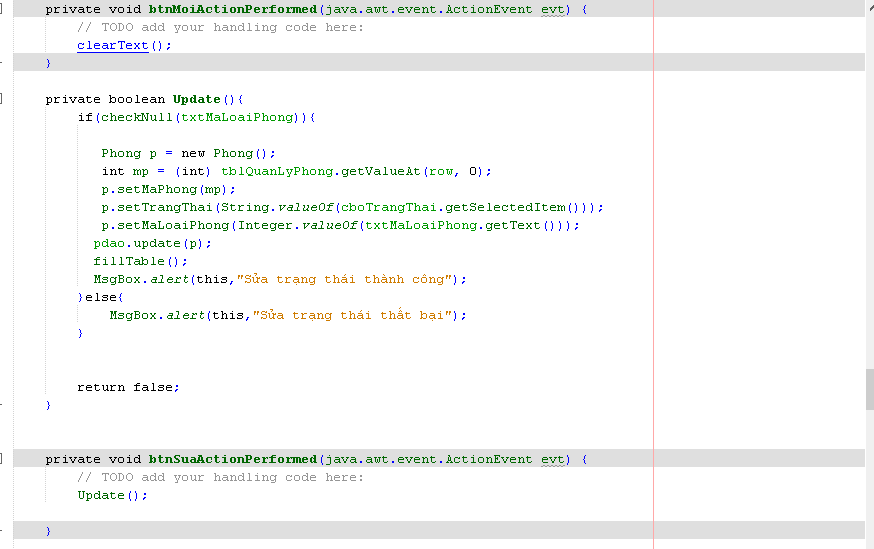 private void btnMoiActionPerformed(java.awt.event.ActionEvent evt) {
// TODO add your handling code here:
clearText();
}
private boolean Update(){
if(checkNull(txtMaLoaiPhong)){
Phong p = new Phong();
int mp = (int) tblQuanLyPhong.getValueAt(row, 0);
p.setMaPhong(mp);
p.setTrangThai(String.valueOf(cboTrangThai.getSelectedItem()));
p.setMaLoaiPhong(Integer.valueOf(txtMaLoaiPhong.getText()));
pdao.update(p);
fillTable();
MsgBox.alert(this,"Sửa trạng thái thành công");
}else{
MsgBox.alert(this,"Sửa trạng thái thất bại");
}
return false;
}
private void btnSuaActionPerformed(java.awt.event.ActionEvent evt) {
// TODO add your handling code here:
Update();
}